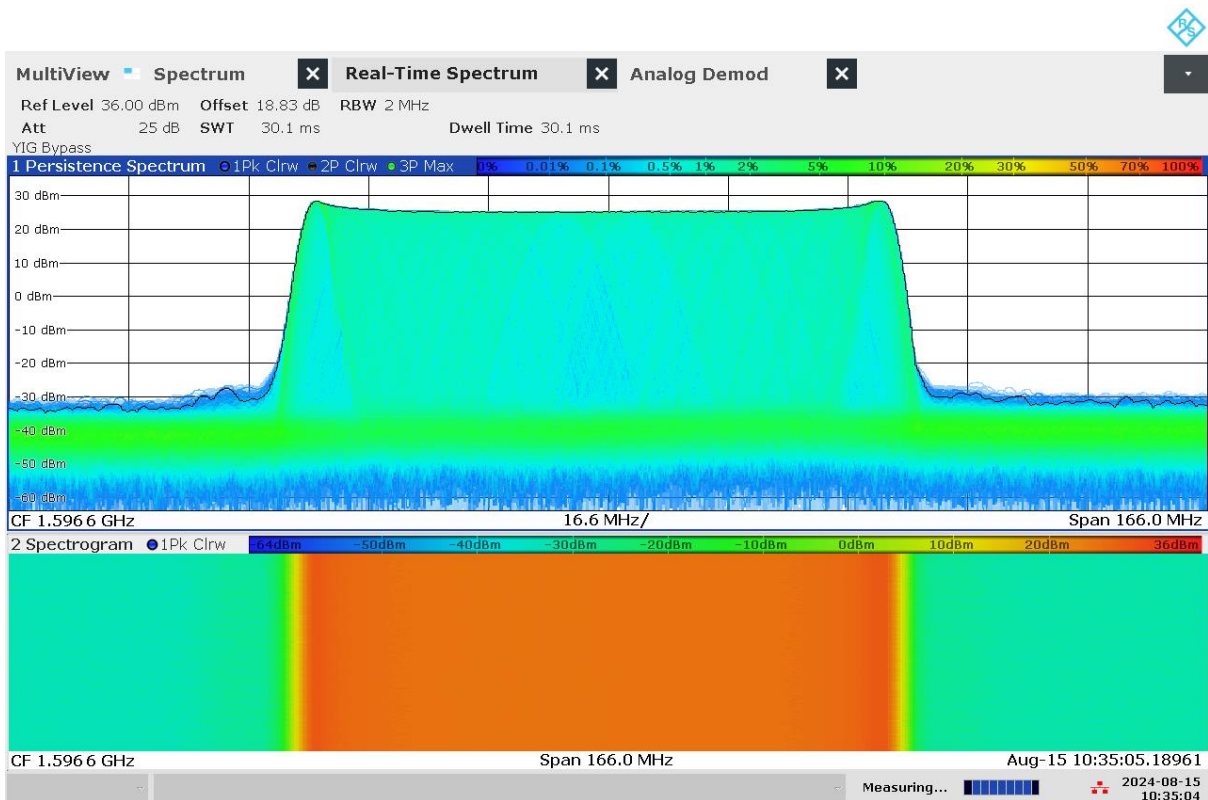 R&S
MultiView Spectrum X Real-Time Spectrum X Analog Demod X
Ref Level 36.00 dBm Offset 18.83 dB RBW 2 MHz
Att 25 dB SWT 30.1 ms Dwell Time 30.1 ms
YIG Bypass
1 Persistence Spectrum 1Pk Clrw 2P Clrw 3P Max 0% 0.01% 0.1% 0.5% 1% 2% 5% 10% 20% 30% 50% 70% 100%
30 dBm
20 dBm
10 dBm
0 dBm
-10 dBm
-20 dBm
-30 dBm
-40 dBm
-50 dBm
-60 dBm
CF 1.5966 GHz 16.6 MHz/ Span 166.0 MHz
2 Spectrogram 1Pk Clrw -64dBm -50dBm -40dBm -30dBm -20dBm -10dBm 0dBm 10dBm 20dBm 36dBm
CF 1.5966 GHz Span 166.0 MHz Aug-15 10:35:05.18961
Measuring... 2024-08-15
10:35:04